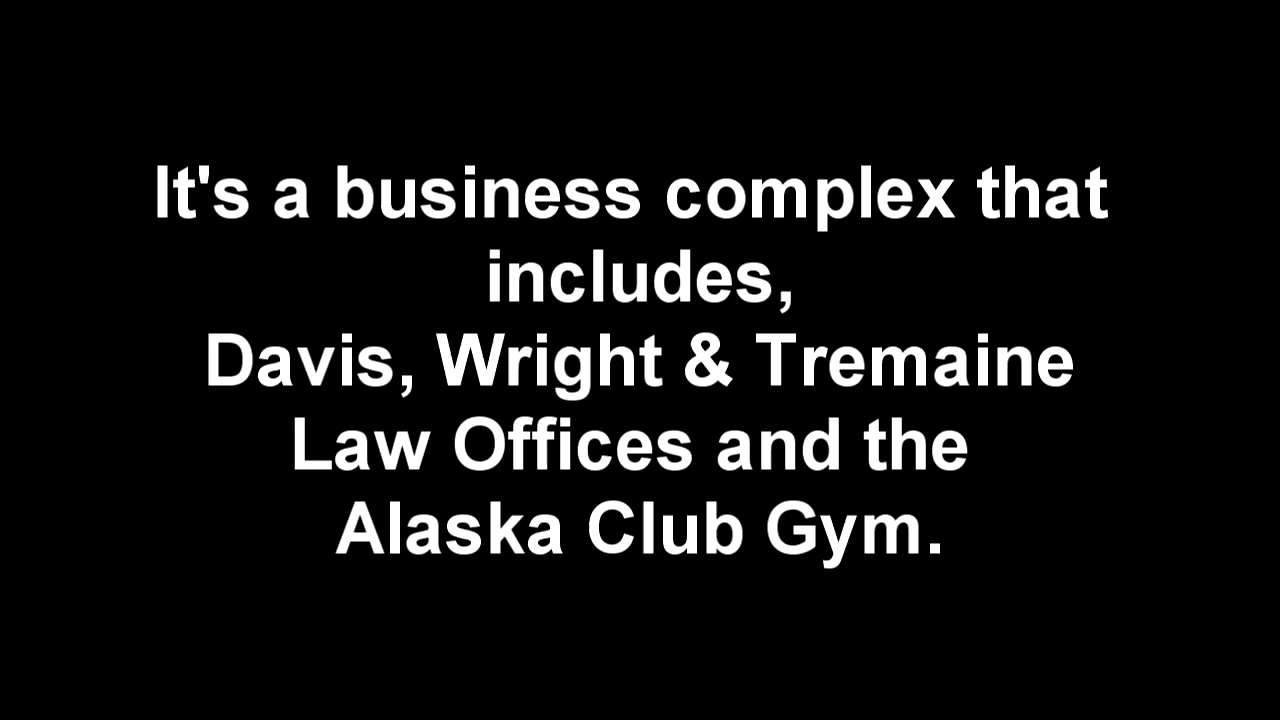 It's a business complex that
includes,
Davis, Wright & Tremaine
Law Offices and the
Alaska Club Gym.